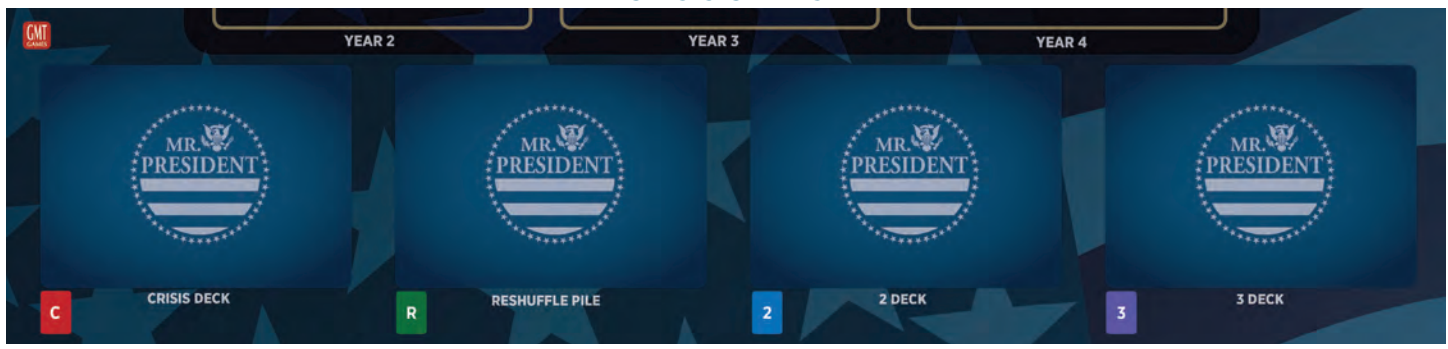 GMT
GAMES
YEAR 2
YEAR 3
YEAR 4
MR.
PRESIDENT
MR.
PRESIDENT
MR.
PRESIDENT
MR.
PRESIDENT
C
CRISIS DECK
R
RESHUFFLE PILE
2
2 DECK
3
3 DECK